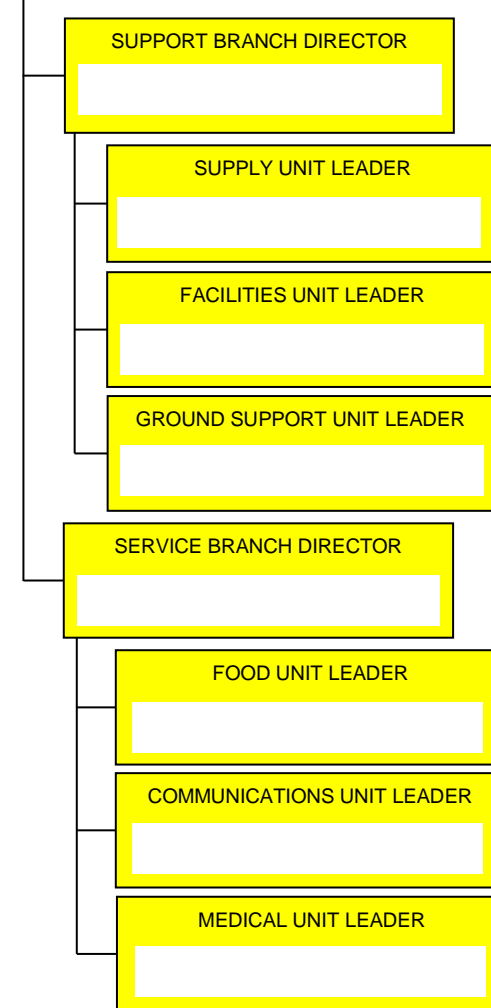 SUPPORT BRANCH DIRECTOR
SUPPLY UNIT LEADER
FACILITIES UNIT LEADER
GROUND SUPPORT UNIT LEADER
SERVICE BRANCH DIRECTOR
FOOD UNIT LEADER
COMMUNICATIONS UNIT LEADER
MEDICAL UNIT LEADER